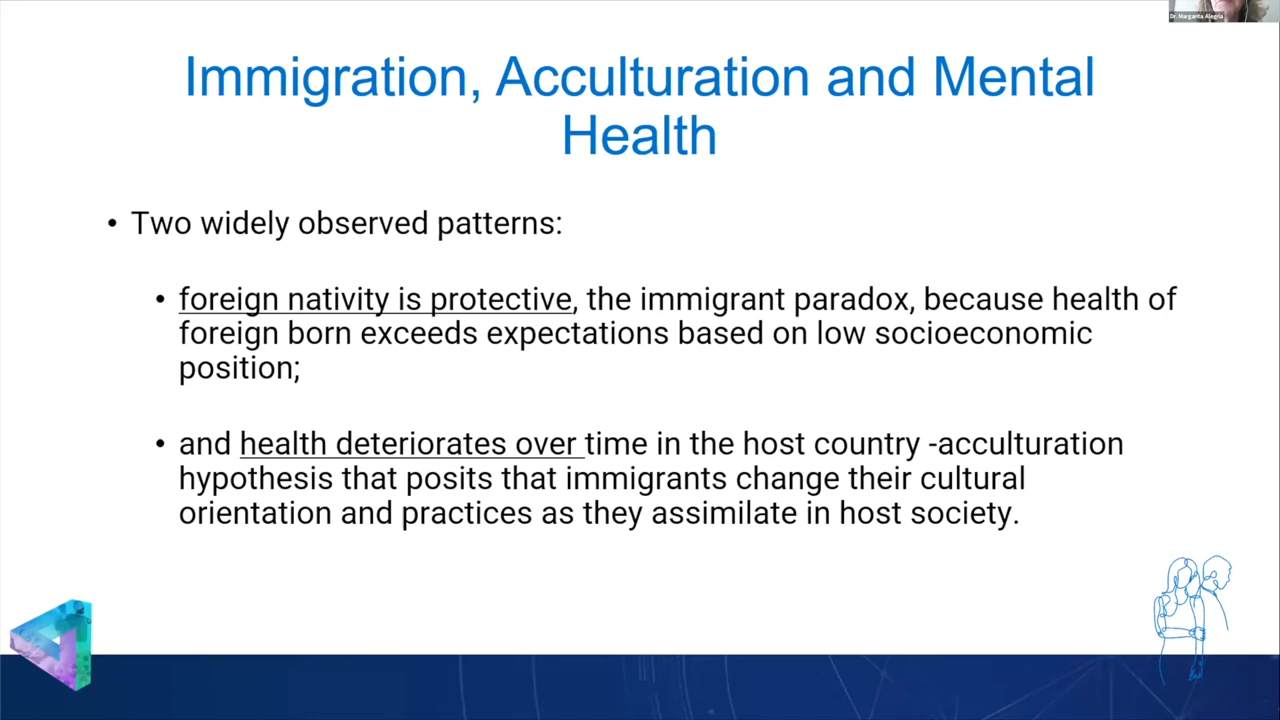 Dr. Margarita Alegria
Immigration, Acculturation and Mental
Health
• Two widely observed patterns:
• foreign nativity is protective, the immigrant paradox, because health of
foreign born exceeds expectations based on low socioeconomic
position;
• and health deteriorates over time in the host country -acculturation
hypothesis that posits that immigrants change their cultural
orientation and practices as they assimilate in host society.